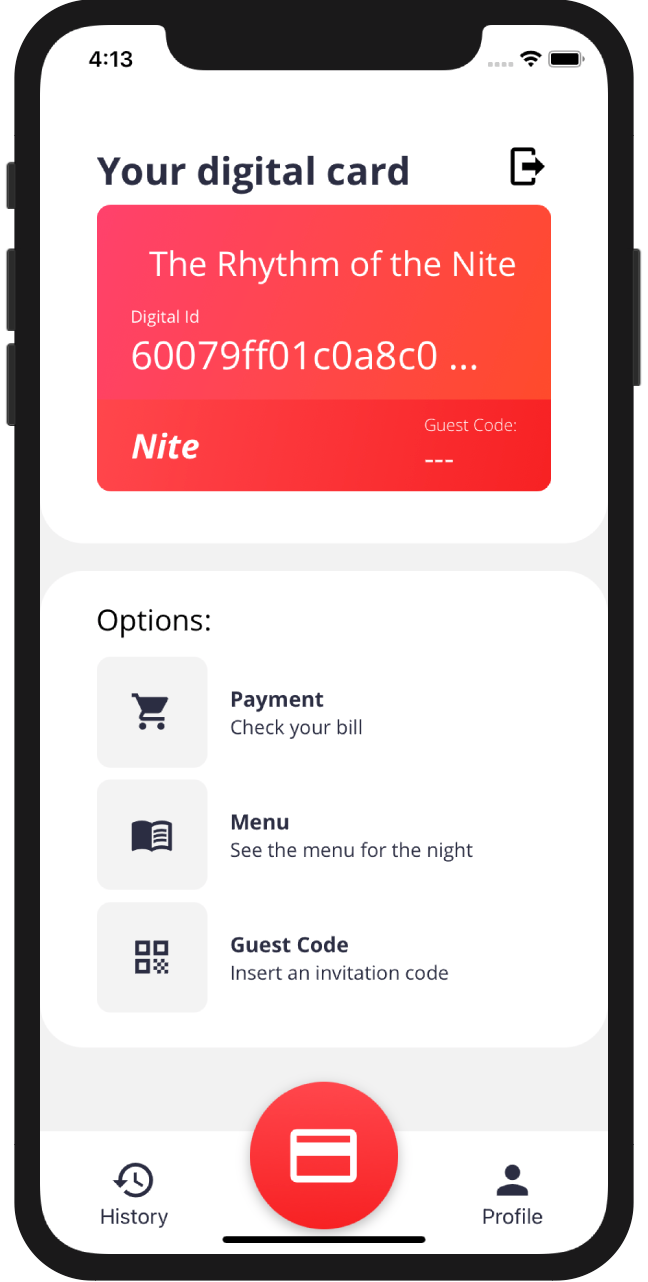 4:13
Your digital card
The Rhythm of the Nite
Digital Id
60079ff01c0a8c0 ...
Nite
Guest Code:
---
Options:
Payment
Check your bill
Menu
See the menu for the night
Guest Code
Insert an invitation code
History
Profile